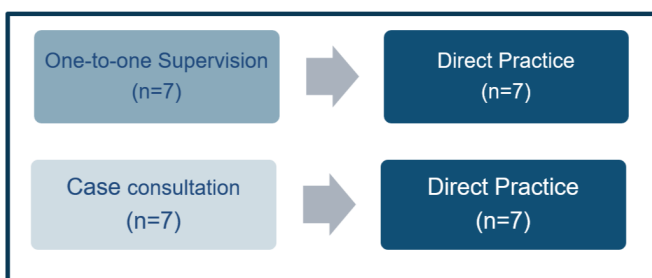 One-to-one Supervision
(n=7)
Direct Practice
(n=7)
Case consultation
(n=7)
Direct Practice
(n=7)